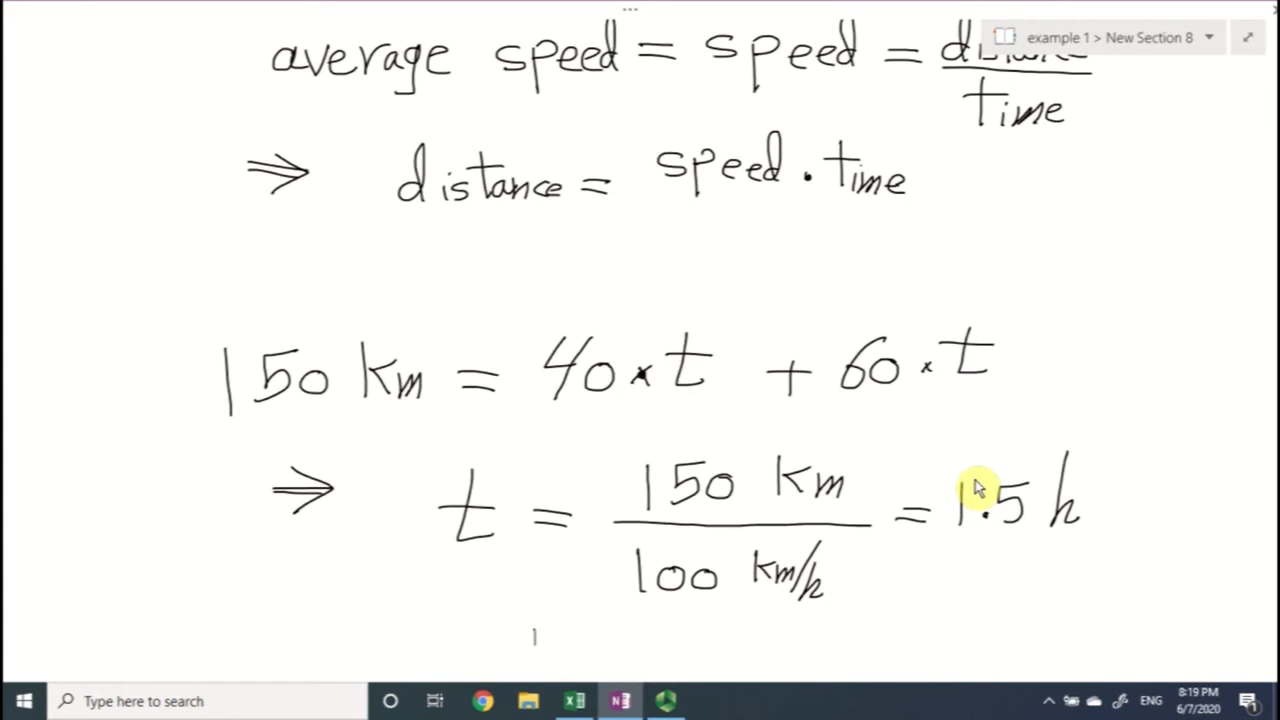 example 1 > New Section 8
average speed = speed = distance / time
⇒ distance = speed . time
150 km = 40 × t + 60 × t
⇒ t = 150 km / 100 km/h = 1.5 h
Type here to search
ENG
8:19 PM
6/7/2020
1